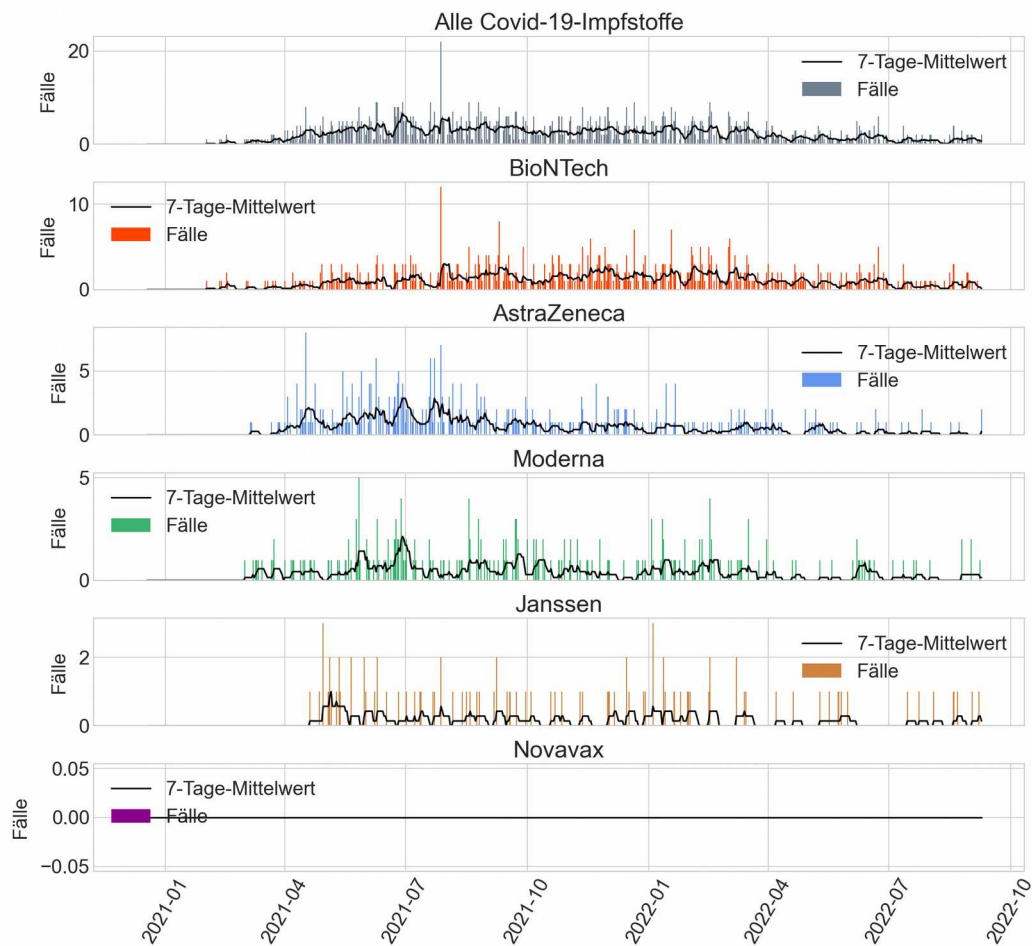 Alle Covid-19-Impfstoffe
20
0
Fälle
7-Tage-Mittelwert
Fälle
BioNTech
10
0
Fälle
7-Tage-Mittelwert
Fälle
AstraZeneca
5
0
Fälle
7-Tage-Mittelwert
Fälle
Moderna
5
0
Fälle
7-Tage-Mittelwert
Fälle
Janssen
2
0
Fälle
7-Tage-Mittelwert
Fälle
Novavax
0.05
0.00
−0.05
Fälle
7-Tage-Mittelwert
Fälle
2021-01
2021-04
2021-07
2021-10
2022-01
2022-04
2022-07
2022-10